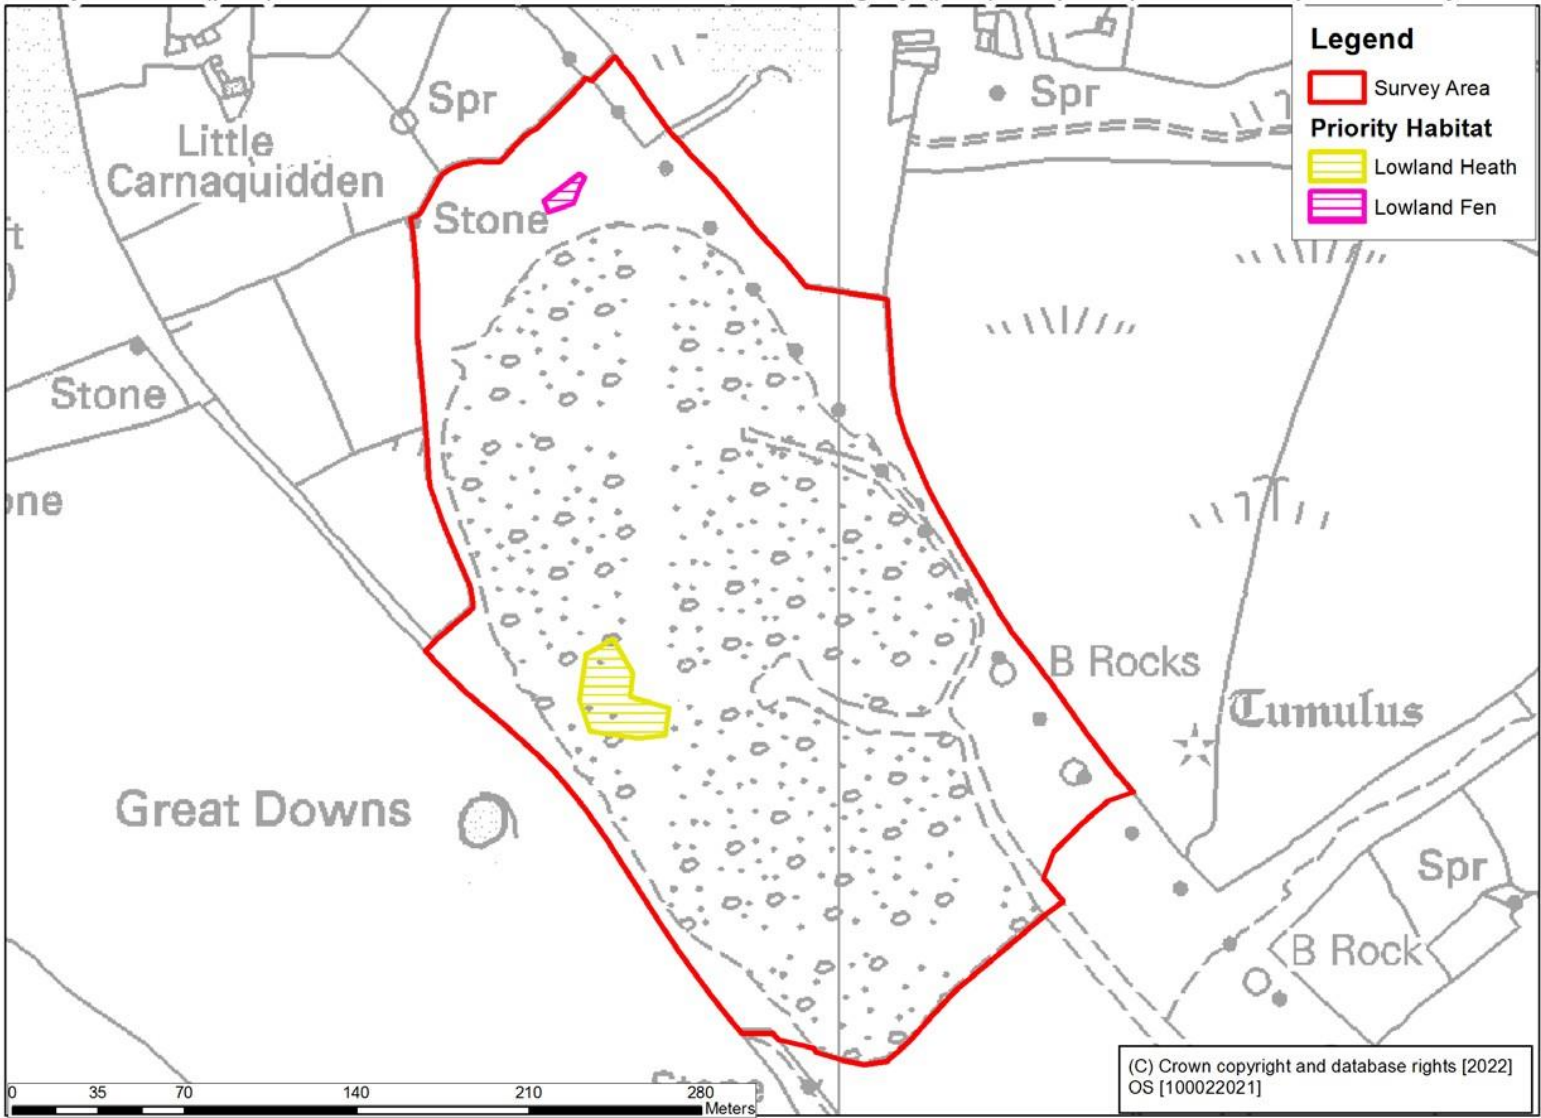 Legend
Survey Area
Priority Habitat
Lowland Heath
Lowland Fen
Spr
Spr
Little
Carnaquidden
Stone
Stone
B Rocks
Tumulus
Great Downs
Spr
B Rock
(C) Crown copyright and database rights [2022]
OS [100022021]
0 35 70 140 210 280
Meters